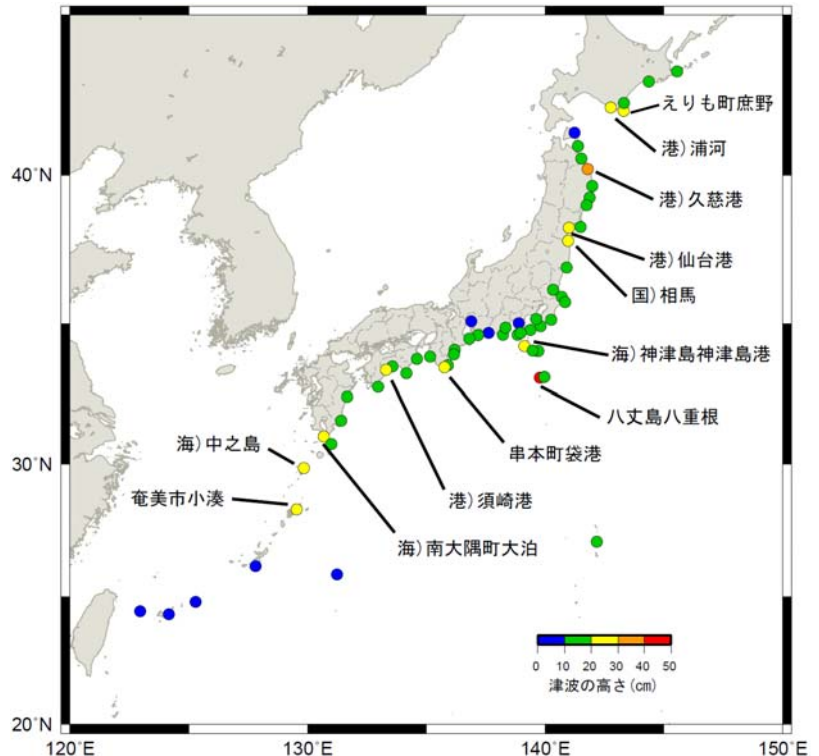 えりも町庶野
港)浦河
40°N
港)久慈港
港)仙台港
国)相馬
海)神津島神津島港
八丈島八重根
海)中之島
串本町袋港
30°N
奄美市小湊
港)須崎港
海)南大隅町大泊
0 10 20 30 40 50
津波の高さ(cm)
20°N
120°E 130°E 140°E 150°E